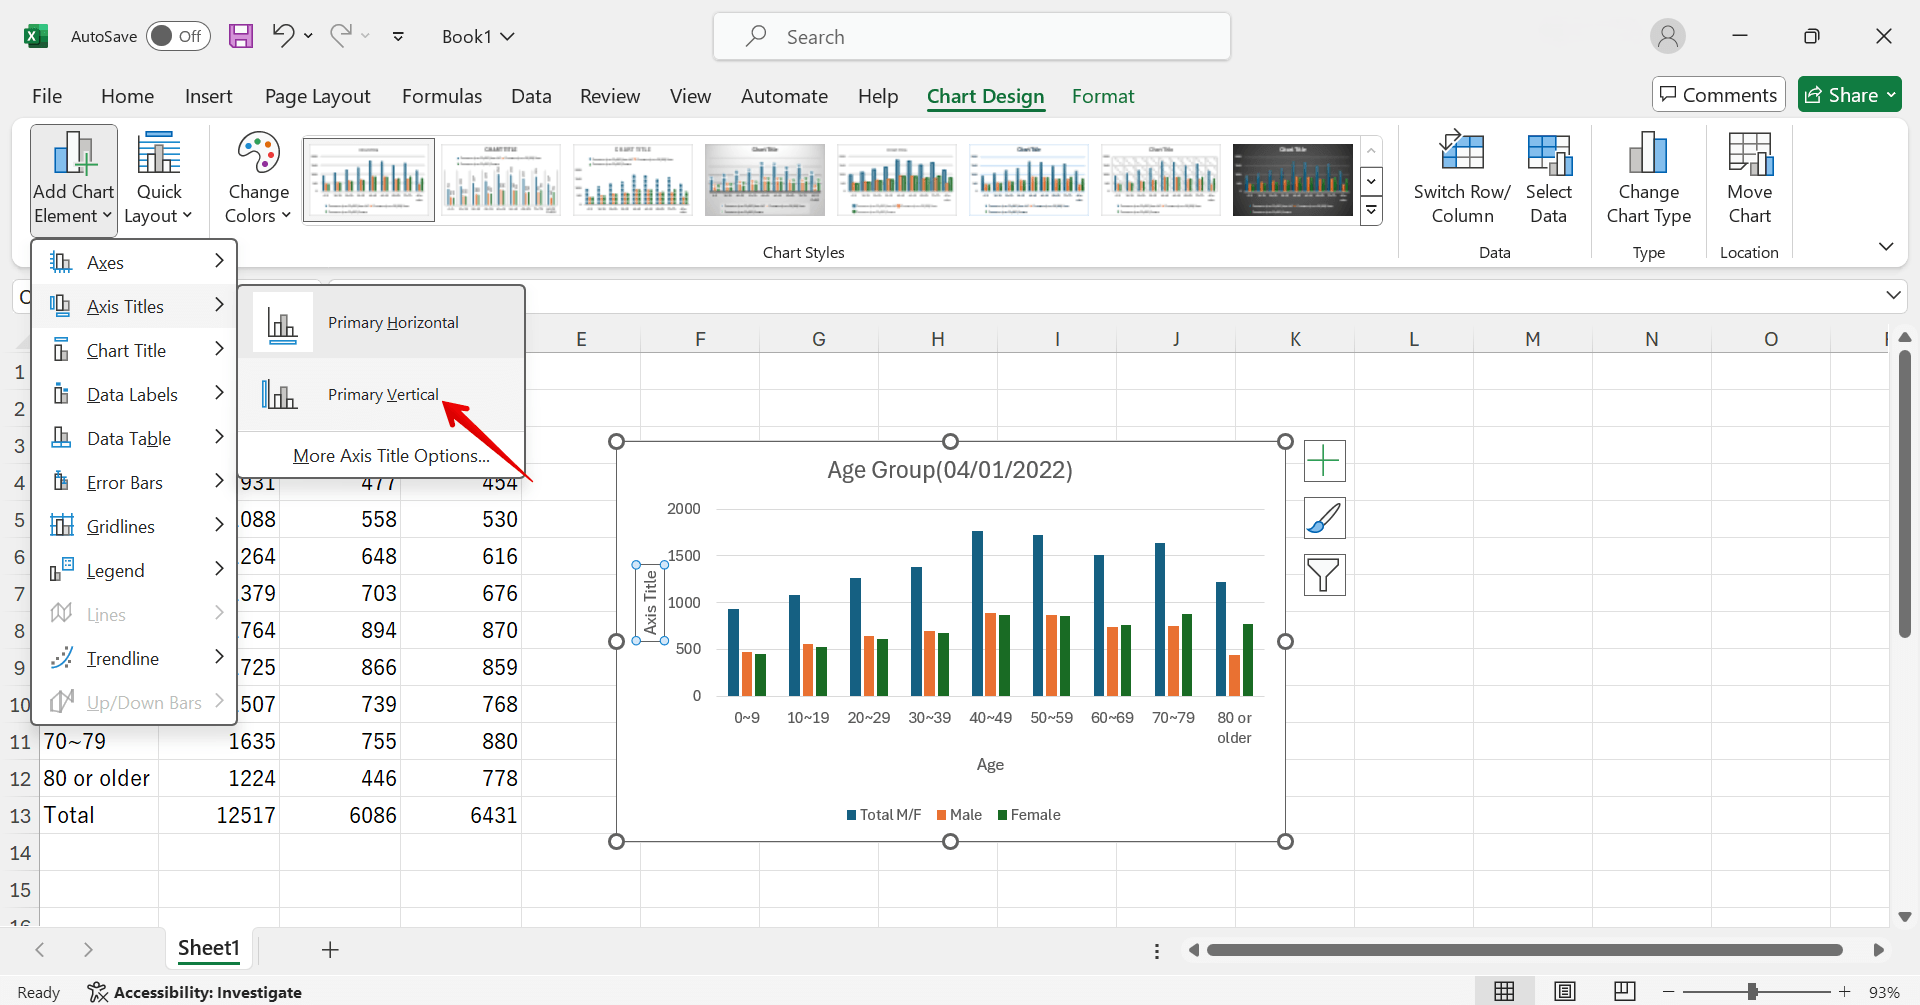 AutoSave Off Book1 Search
File Home Insert Page Layout Formulas Data Review View Automate Help Chart Design Format Comments Share
Add Chart Element
Quick Layout
Change Colors
Chart Styles
Switch Row/ Column
Select Data
Data
Change Chart Type
Type
Move Chart
Location
Axes
Axis Titles
Chart Title
Data Labels
Data Table
Error Bars
Gridlines
Legend
Lines
Trendline
Up/Down Bars
Primary Horizontal
Primary Vertical
More Axis Title Options...
E F G H I J K L M N O
1
2
3
4 931 477 454
5 088 558 530
6 264 648 616
7 379 703 676
8 764 894 870
9 725 866 859
10 507 739 768
11 70~79 1635 755 880
12 80 or older 1224 446 778
13 Total 12517 6086 6431
14
15
16
Age Group(04/01/2022)
2000
1500
1000
500
0
Axis Title
0~9 10~19 20~29 30~39 40~49 50~59 60~69 70~79 80 or older
Age
Total M/F Male Female
Sheet1
Ready Accessibility: Investigate 93%